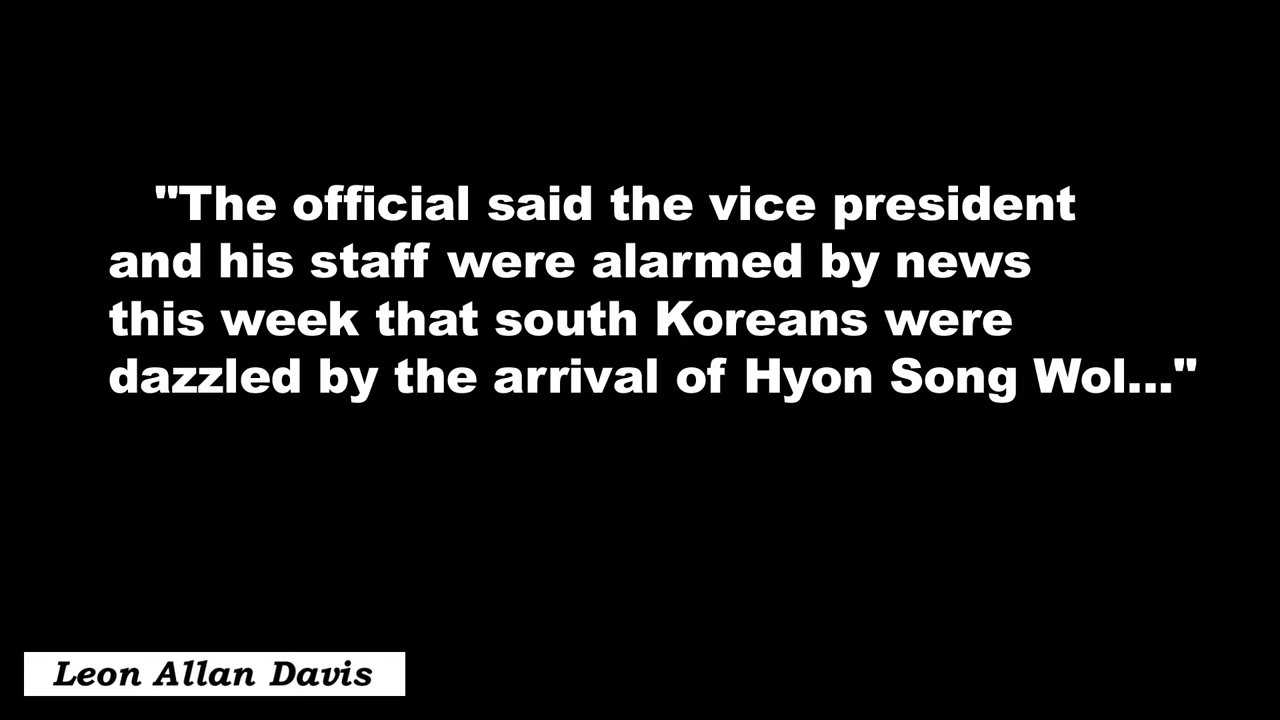 "The official said the vice president
and his staff were alarmed by news
this week that south Koreans were
dazzled by the arrival of Hyon Song Wol..."
Leon Allan Davis